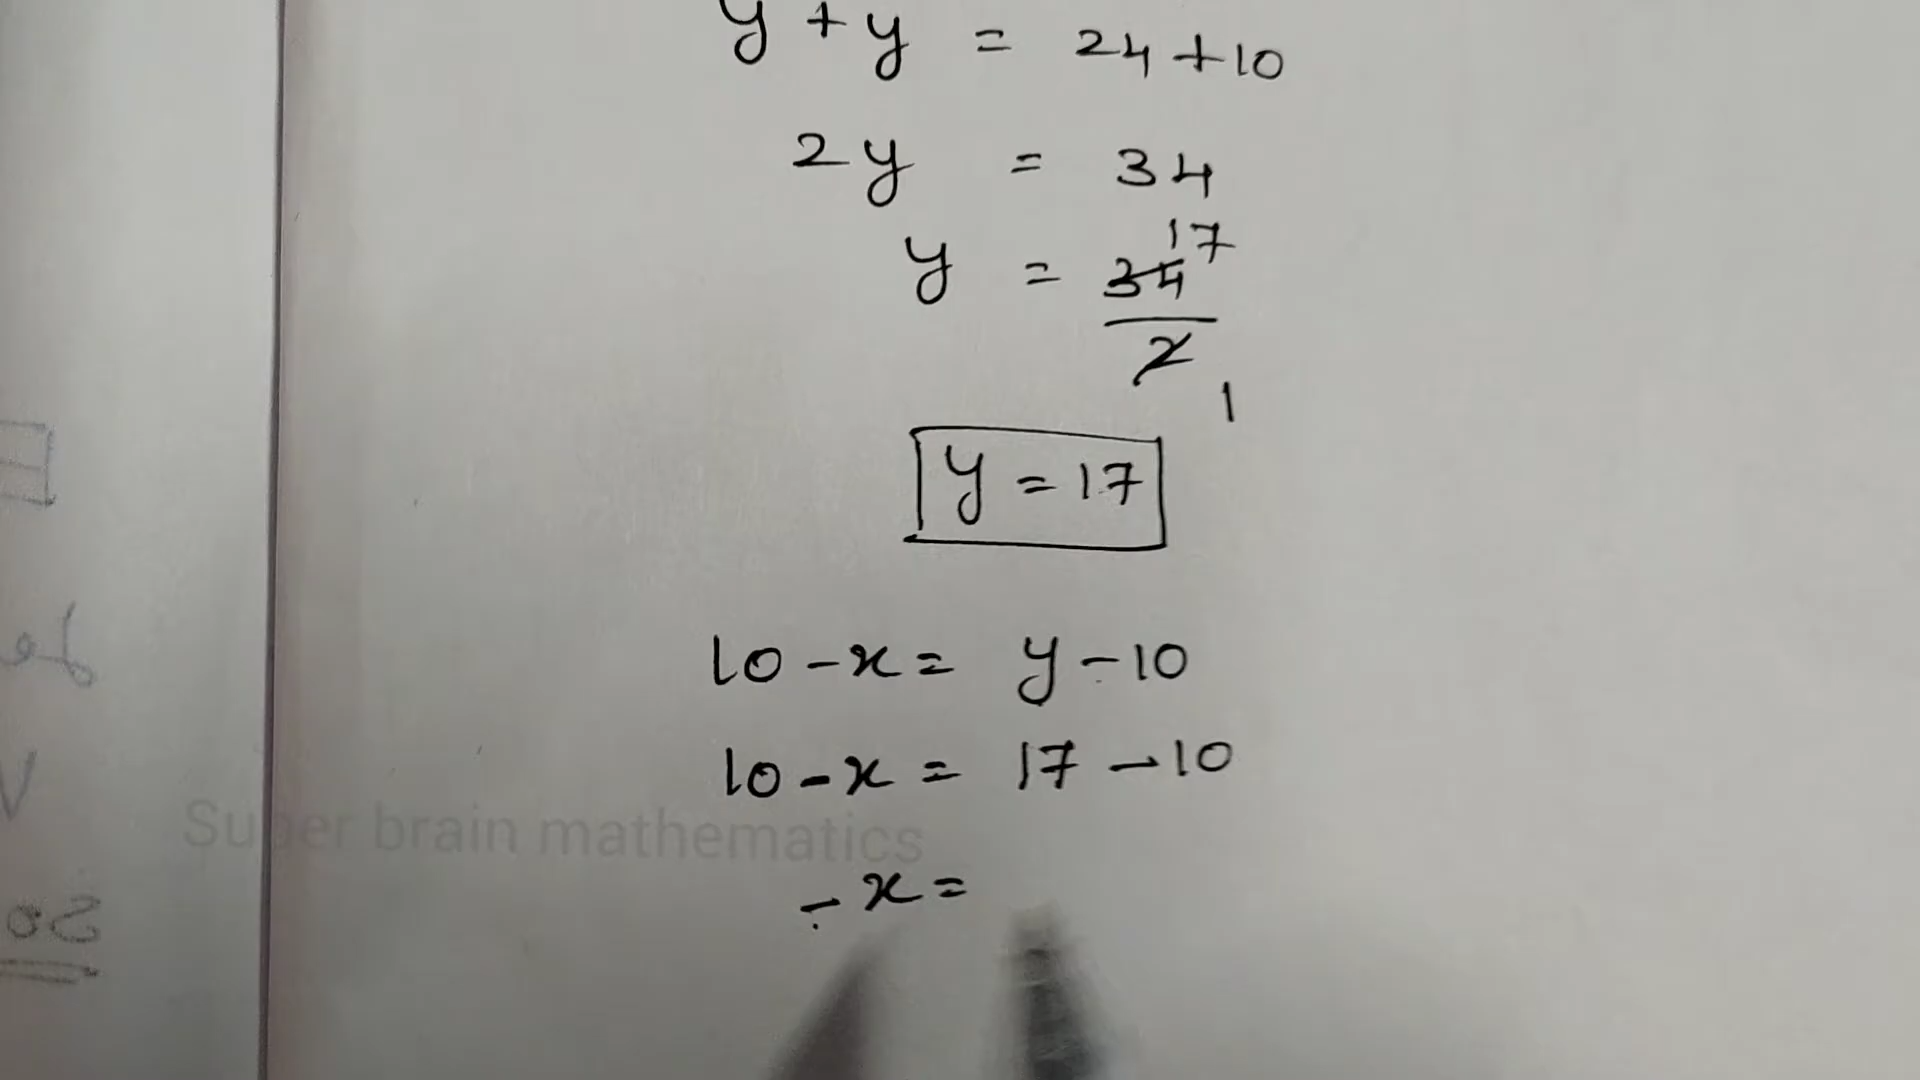 y + y = 24 + 10
2y = 34
y = 34/2 17 1
y = 17
10 - x = y - 10
10 - x = 17 - 10
Super brain mathematics
- x =